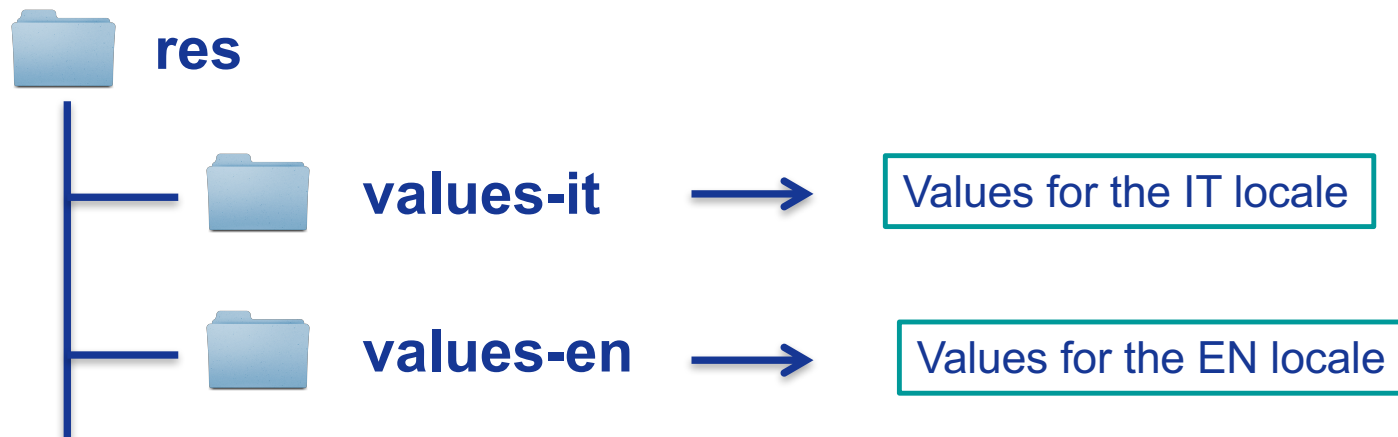 res
values-it Values for the IT locale
values-en Values for the EN locale